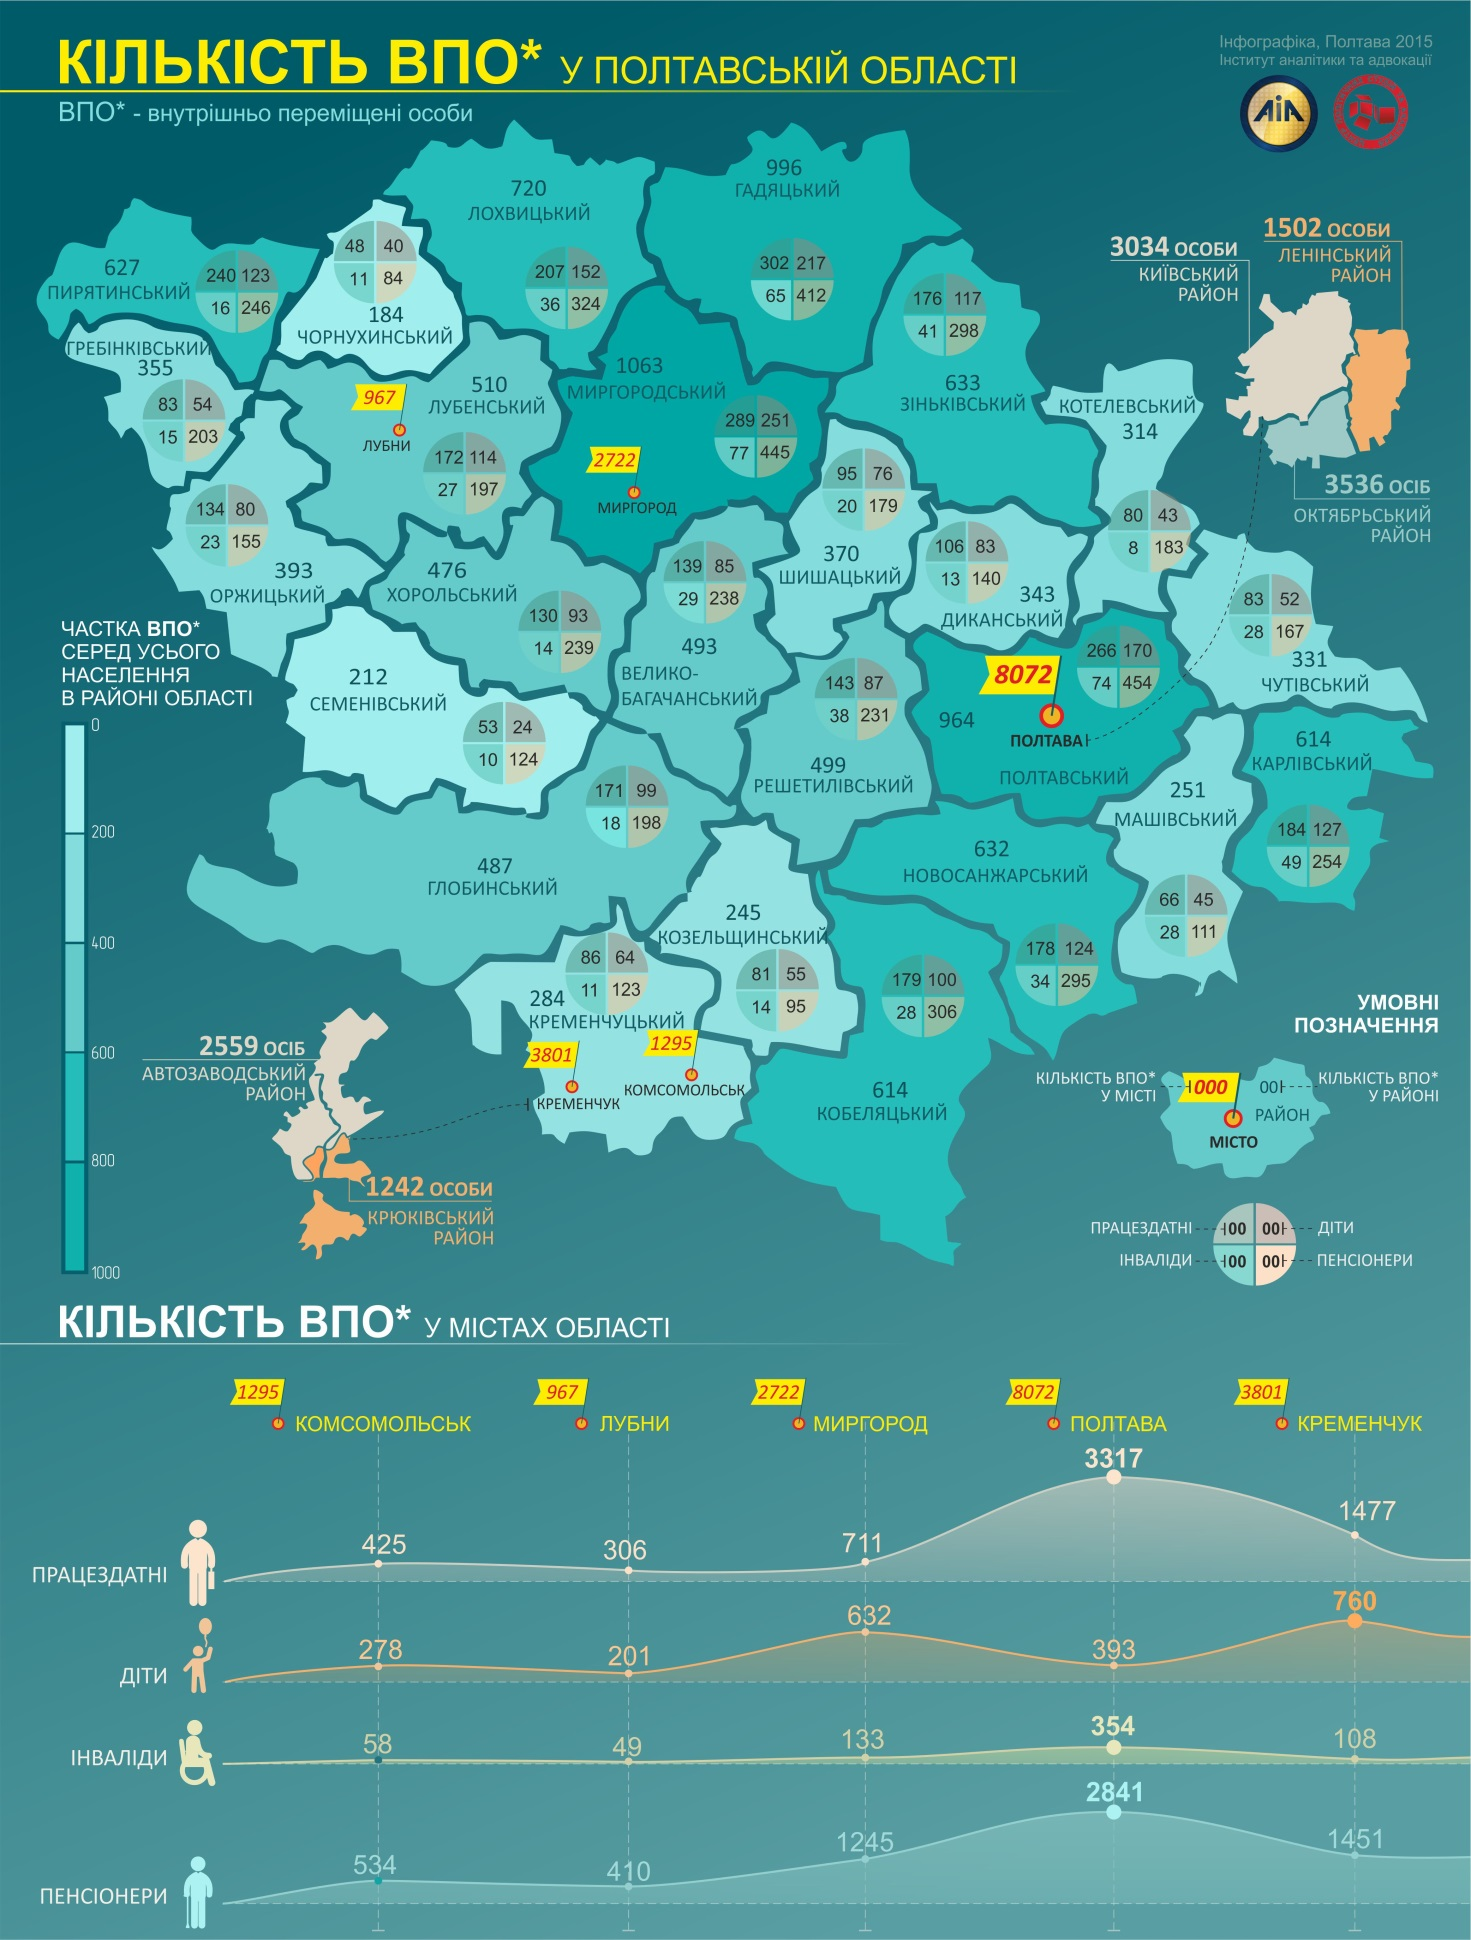 КІЛЬКІСТЬ ВПО* У ПОЛТАВСЬКІЙ ОБЛАСТІ
ВПО* - внутрішньо переміщені особи
Інфографіка, Полтава 2015
Інститут аналітики та адвокації
АіА
996
ГАДЯЦЬКИЙ
302 217
65 412
720
ЛОХВИЦЬКИЙ
207 152
36 324
627
ПИРЯТИНСЬКИЙ
240 123
16 246
48 40
11 84
184
ЧОРНУХИНСЬКИЙ
176 117
41 298
633
ЗІНЬКІВСЬКИЙ
3034 ОСОБИ
КИЇВСЬКИЙ
РАЙОН
1502 ОСОБИ
ЛЕНІНСЬКИЙ
РАЙОН
3536 ОСІБ
ОКТЯБРЬСЬКИЙ
РАЙОН
ГРЕБІНКІВСЬКИЙ
355
83 54
15 203
967
ЛУБНИ
510
ЛУБЕНСЬКИЙ
172 114
27 197
1063
МИРГОРОДСЬКИЙ
289 251
77 445
2722
МИРГОРОД
КОТЕЛЕВСЬКИЙ
314
80 43
8 183
134 80
23 155
393
ОРЖИЦЬКИЙ
476
ХОРОЛЬСЬКИЙ
130 93
14 239
139 85
29 238
493
ВЕЛИКО-
БАГАЧАНСЬКИЙ
95 76
20 179
370
ШИШАЦЬКИЙ
106 83
13 140
343
ДИКАНСЬКИЙ
83 52
28 167
331
ЧУТІВСЬКИЙ
ЧАСТКА ВПО*
СЕРЕД УСЬОГО
НАСЕЛЕННЯ
В РАЙОНІ ОБЛАСТІ
0
200
400
600
800
1000
212
СЕМЕНІВСЬКИЙ
53 24
10 124
143 87
38 231
499
РЕШЕТИЛІВСЬКИЙ
266 170
74 454
8072
964
ПОЛТАВА
ПОЛТАВСЬКИЙ
614
КАРЛІВСЬКИЙ
184 127
49 254
251
МАШІВСЬКИЙ
66 45
28 111
171 99
18 198
487
ГЛОБИНСЬКИЙ
632
НОВОСАНЖАРСЬКИЙ
178 124
34 295
245
КОЗЕЛЬЩИНСЬКИЙ
81 55
14 95
179 100
28 306
614
КОБЕЛЯЦЬКИЙ
86 64
11 123
284
КРЕМЕНЧУЦЬКИЙ
3801
КРЕМЕНЧУК
1295
КОМСОМОЛЬСЬК
2559 ОСІБ
АВТОЗАВОДСЬКИЙ
РАЙОН
1242 ОСОБИ
КРЮКІВСЬКИЙ
РАЙОН
УМОВНІ
ПОЗНАЧЕННЯ
КІЛЬКІСТЬ ВПО*
У МІСТІ
000
00
КІЛЬКІСТЬ ВПО*
У РАЙОНІ
РАЙОН
МІСТО
ПРАЦЕЗДАТНІ 00 00 ДІТИ
ІНВАЛІДИ 00 00 ПЕНСІОНЕРИ
КІЛЬКІСТЬ ВПО* У МІСТАХ ОБЛАСТІ
1295 967 2722 8072 3801
КОМСОМОЛЬСЬК ЛУБНИ МИРГОРОД ПОЛТАВА КРЕМЕНЧУК
ПРАЦЕЗДАТНІ 425 306 711 3317 1477
ДІТИ 278 201 632 393 760
ІНВАЛІДИ 58 49 133 354 108
ПЕНСІОНЕРИ 534 410 1245 2841 1451